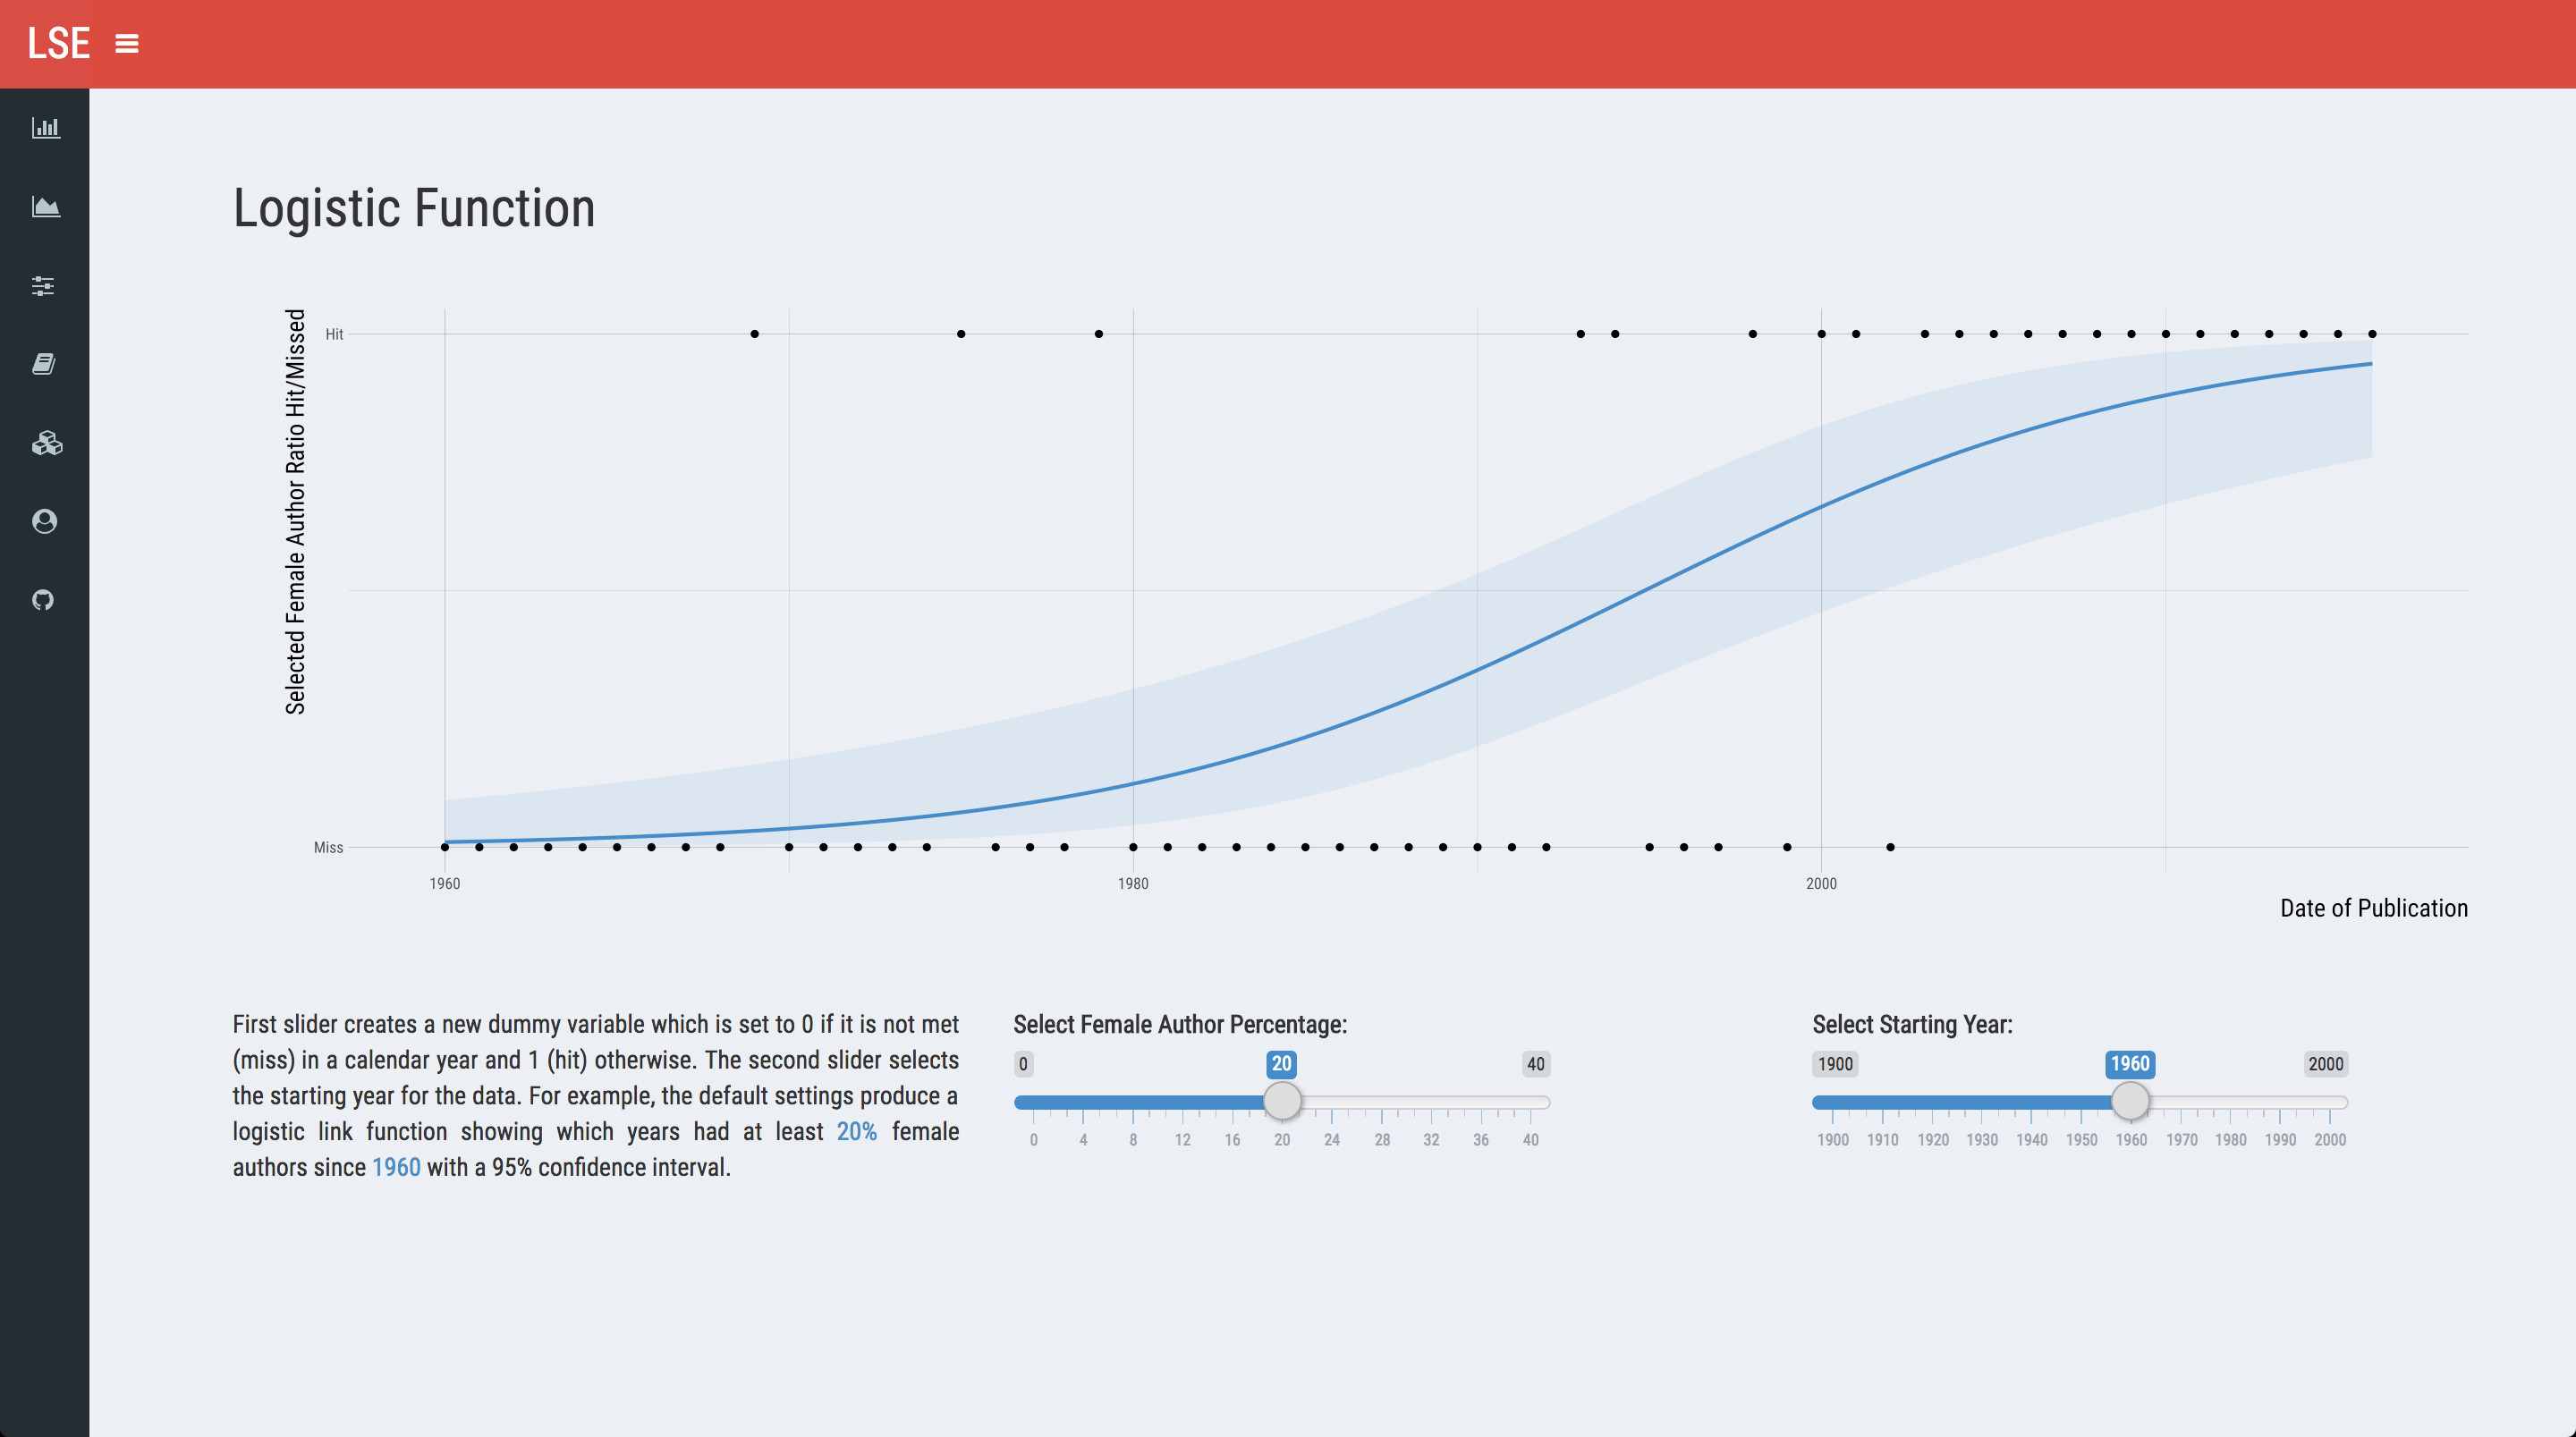 LSE
Logistic Function
Selected Female Author Ratio Hit/Missed
Hit
Miss
1960 1980 2000
Date of Publication
First slider creates a new dummy variable which is set to 0 if it is not met
(miss) in a calendar year and 1 (hit) otherwise. The second slider selects
the starting year for the data. For example, the default settings produce a
logistic link function showing which years had at least 20% female
authors since 1960 with a 95% confidence interval.
Select Female Author Percentage:
0 20 40
0 4 8 12 16 20 24 28 32 36 40
Select Starting Year:
1900 1960 2000
1900 1910 1920 1930 1940 1950 1960 1970 1980 1990 2000